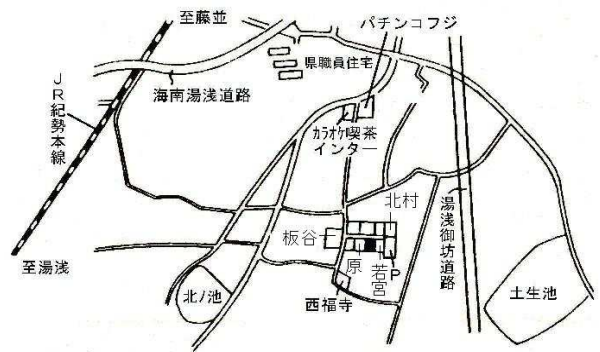 至藤並
パチンコフジ
県職員住宅
海南湯浅道路
JR紀勢本線
カラオケ喫茶
インター
北村
板谷
湯浅御坊道路
至湯浅
原
若宮
P
北ノ池
西福寺
土生池